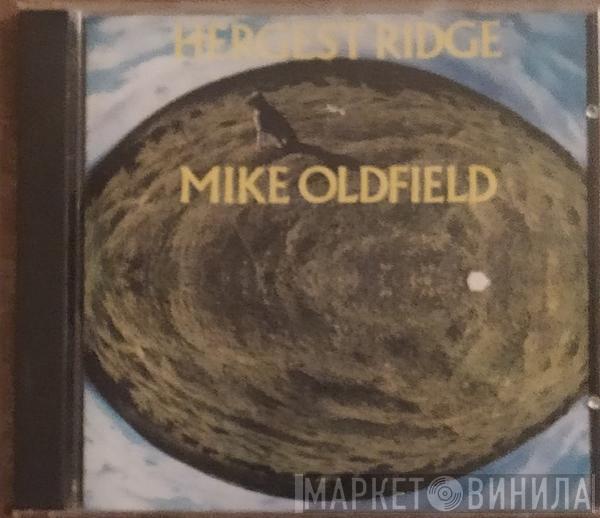 HERGEST RIDGE
MIKE OLDFIELD
МАРКЕТ ВИНИЛА